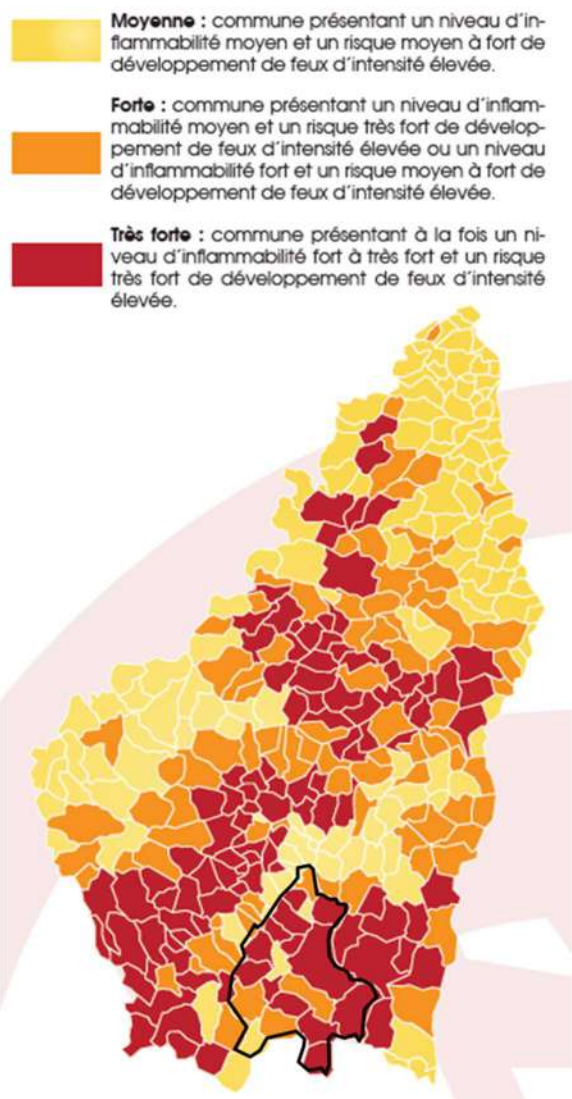 Moyenne : commune présentant un niveau d'in-
flammabilité moyen et un risque moyen à fort de
développement de feux d'intensité élevée.
Forte : commune présentant un niveau d'inflam-
mabilité moyen et un risque très fort de dévelop-
pement de feux d'intensité élevée ou un niveau
d'inflammabilité fort et un risque moyen à fort de
développement de feux d'intensité élevée.
Très forte : commune présentant à la fois un ni-
veau d'inflammabilité fort à très fort et un risque
très fort de développement de feux d'intensité
élevée.